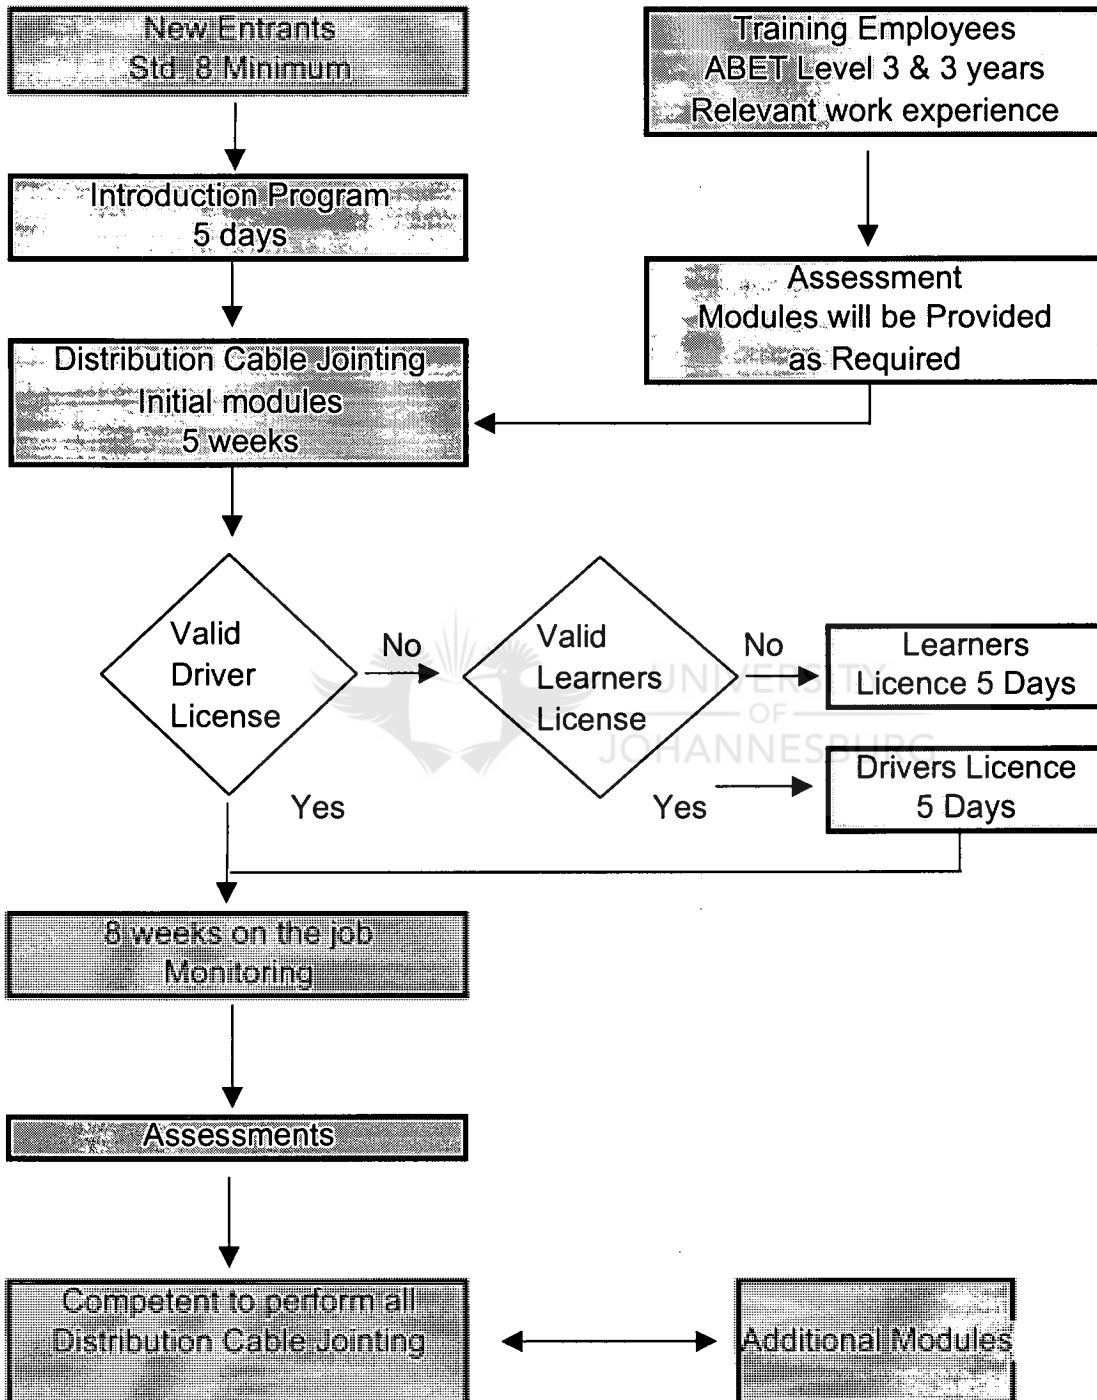 New Entrants
Std. 8 Minimum
Training Employees
ABET Level 3 & 3 years
Relevant work experience
Introduction Program
5 days
Assessment
Modules will be Provided
as Required
Distribution Cable Jointing
Initial modules
5 weeks
Valid
Driver
License
No
Valid
Learners
License
No
Learners
Licence 5 Days
UNIVERSITY
OF
JOHANNESBURG
Drivers Licence
5 Days
Yes
Yes
8 weeks on the job
Monitoring
Assessments
Competent to perform all
Distribution Cable Jointing
Additional Modules